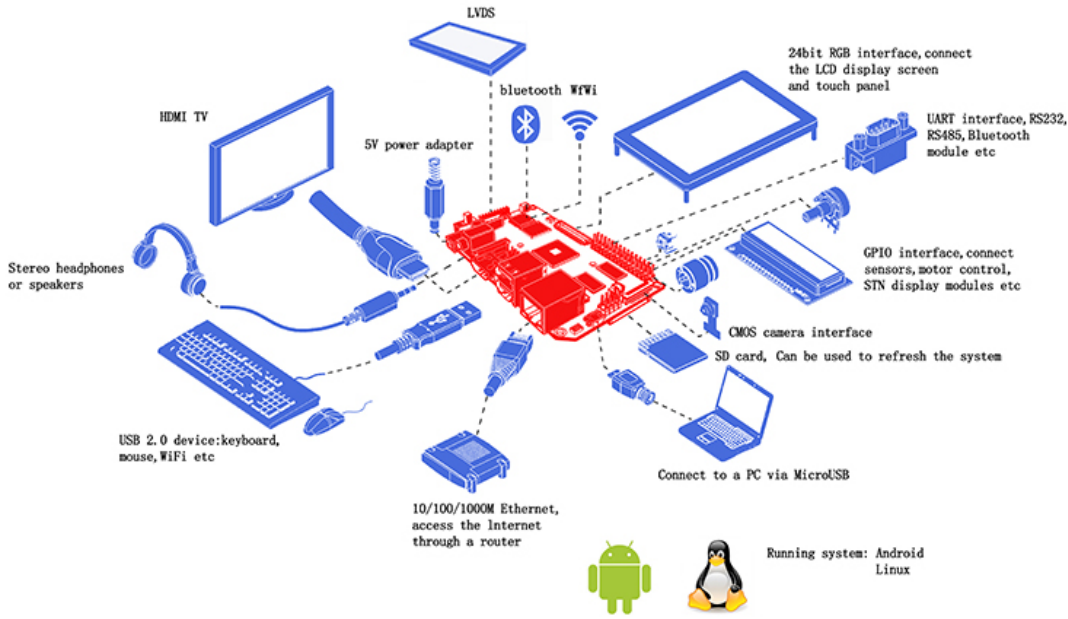 LVDS
24bit RGB interface, connect
the LCD display screen
and touch panel
bluetooth WfWi
HDMI TV
UART interface, RS232,
RS485, Bluetooth
module etc
5V power adapter
Stereo headphones
or speakers
GPIO interface, connect
sensors, motor control,
STN display modules etc
CMOS camera interface
SD card, Can be used to refresh the system
USB 2.0 device:keyboard,
mouse, WiFi etc
Connect to a PC via MicroUSB
10/100/1000M Ethernet,
access the lnternet
through a router
Running system: Android
Linux